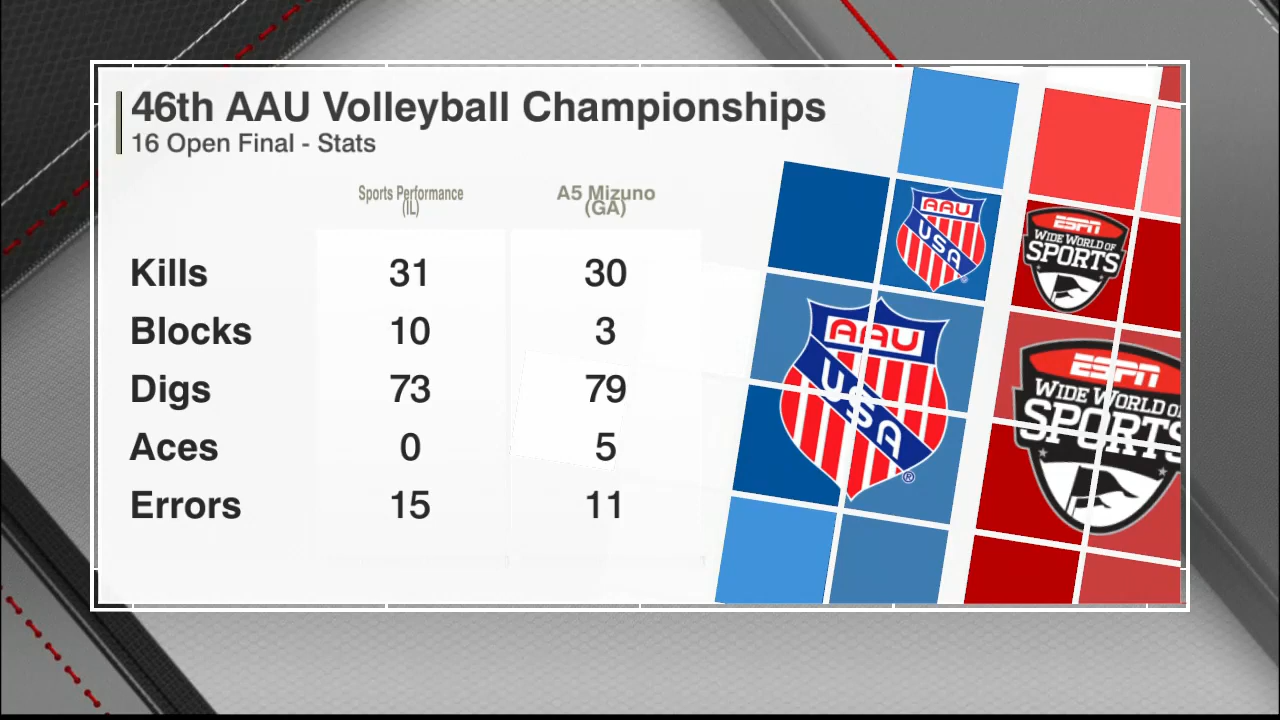 46th AAU Volleyball Championships
16 Open Final - Stats
Sports Performance (IL)
A5 Mizuno (GA)
Kills 31 30
Blocks 10 3
Digs 73 79
Aces 0 5
Errors 15 11
AAU
USA
ESPN
WIDE WORLD OF
SPORTS
AAU
USA
®
ESPN
WIDE WORLD OF
SPORTS